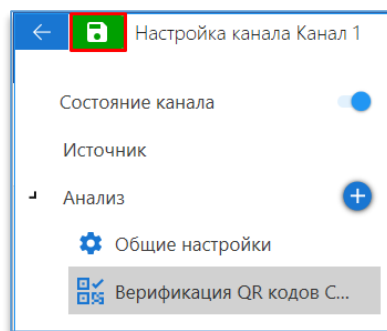 Настройка канала Канал 1
Состояние канала
Источник
Анализ
Общие настройки
Верификация QR кодов С...